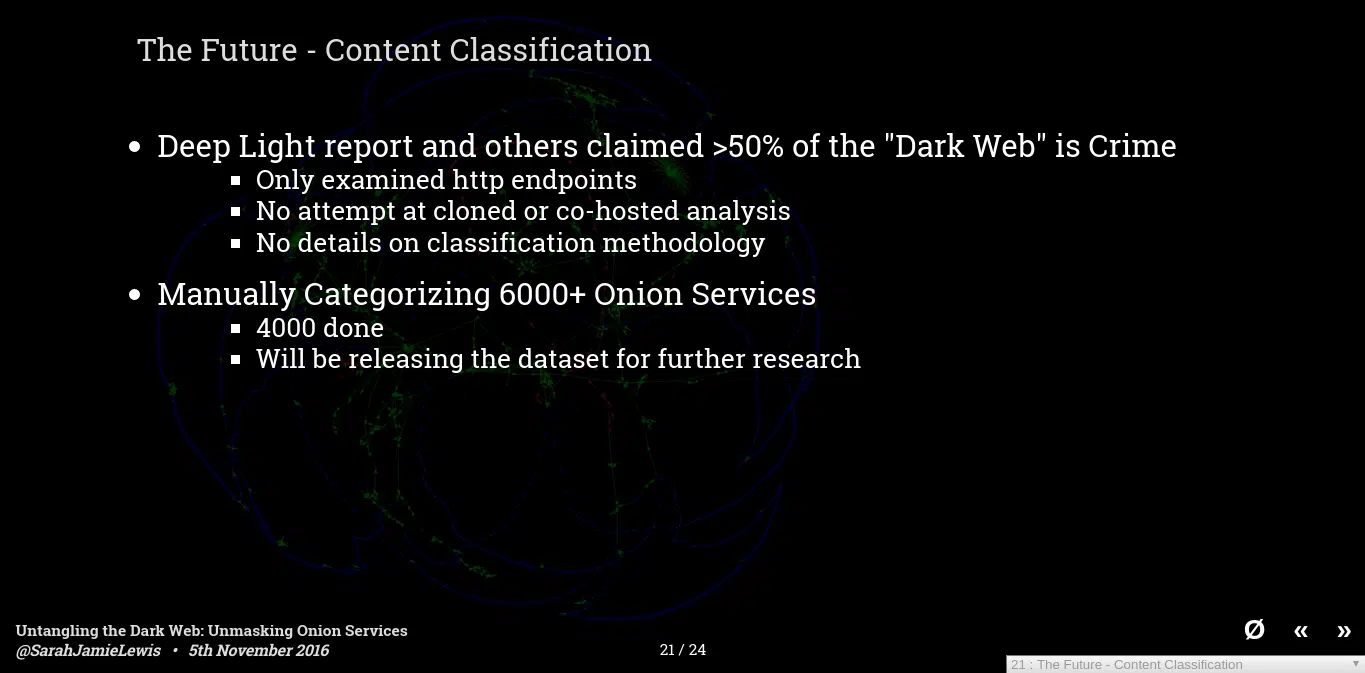 The Future - Content Classification
• Deep Light report and others claimed >50% of the "Dark Web" is Crime
▪ Only examined http endpoints
▪ No attempt at cloned or co-hosted analysis
▪ No details on classification methodology
• Manually Categorizing 6000+ Onion Services
▪ 4000 done
▪ Will be releasing the dataset for further research
Untangling the Dark Web: Unmasking Onion Services
@SarahJamieLewis • 5th November 2016
21 / 24
Ø « »
21 : The Future - Content Classification